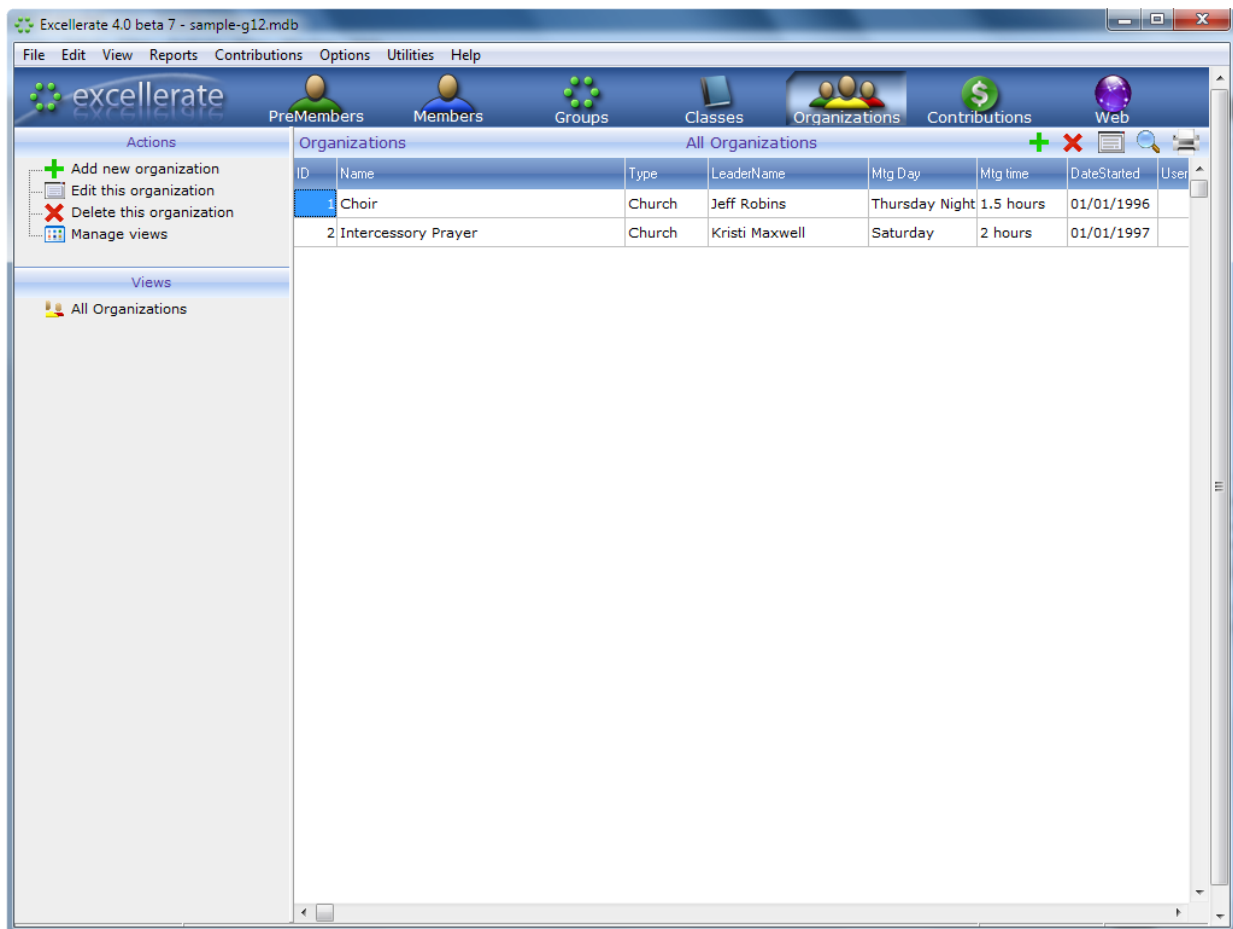 Excellerate 4.0 beta 7 - sample-g12.mdb
File Edit View Reports Contributions Options Utilities Help
excellerate PreMembers Members Groups Classes Organizations Contributions Web
Actions
Add new organization
Edit this organization
Delete this organization
Manage views
Views
All Organizations
Organizations All Organizations
ID Name Type LeaderName Mtg Day Mtg time DateStarted User
1 Choir Church Jeff Robins Thursday Night 1.5 hours 01/01/1996
2 Intercessory Prayer Church Kristi Maxwell Saturday 2 hours 01/01/1997